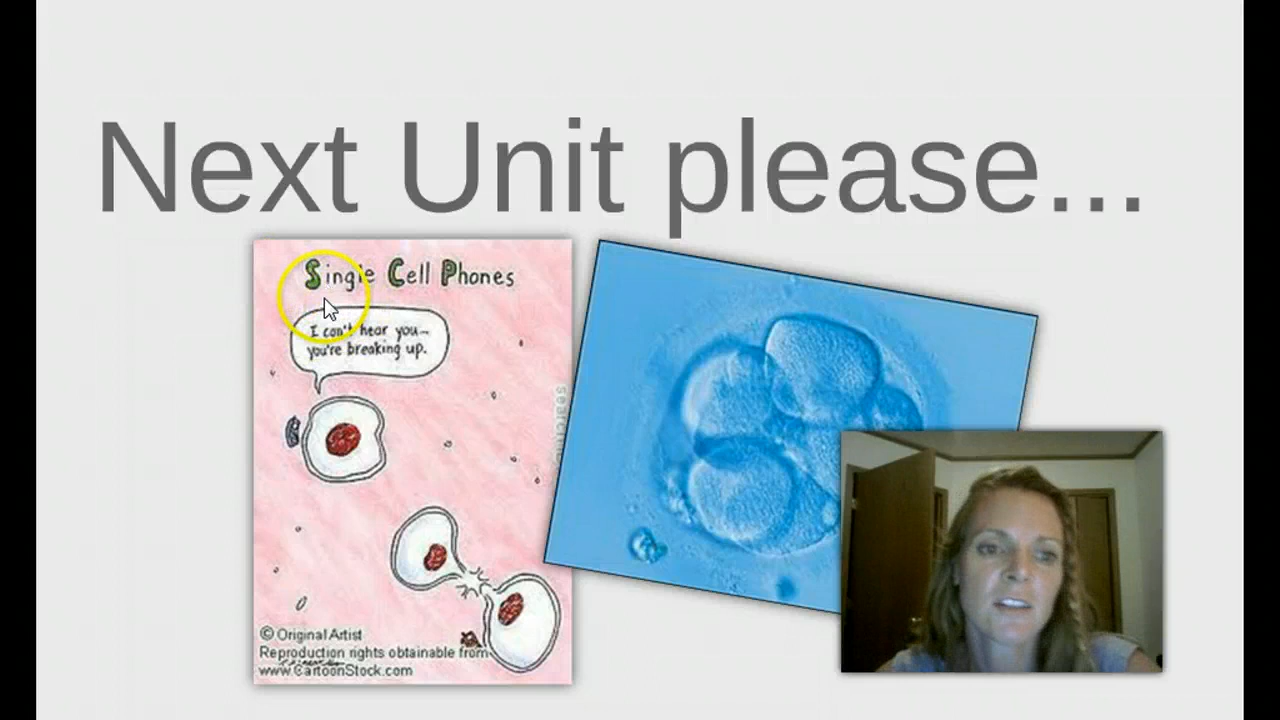 Next Unit please...
Single Cell Phones
I can't hear you--
you're breaking up.
© Original Artist
Reproduction rights obtainable from
www.CartoonStock.com